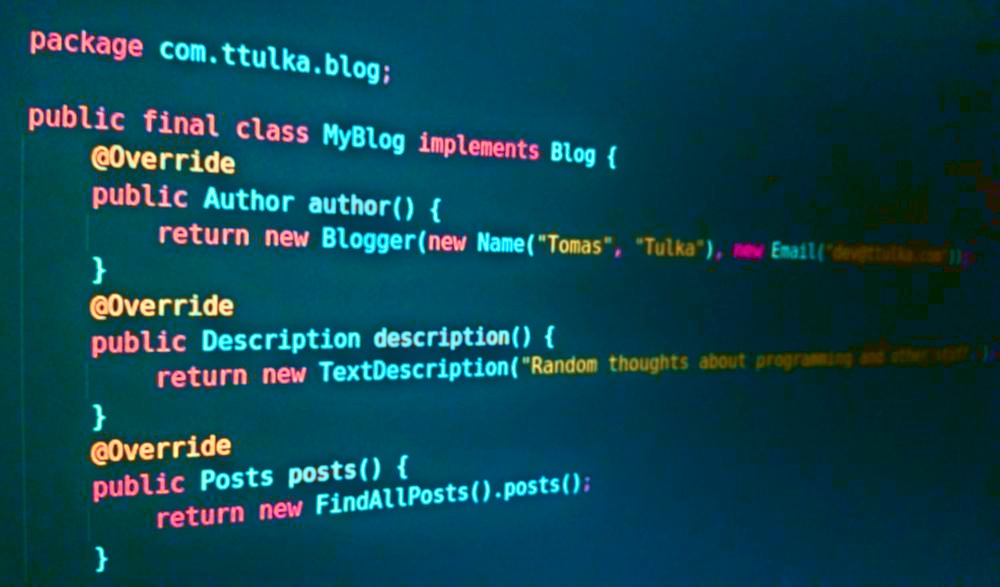 package com.ttulka.blog;
public final class MyBlog implements Blog {
@Override
public Author author() {
return new Blogger(new Name("Tomas", "Tulka"), new Email("dev@ttulka.com"));
}
@Override
public Description description() {
return new TextDescription("Random thoughts about programming and other stuff.");
}
@Override
public Posts posts() {
return new FindAllPosts().posts();
}